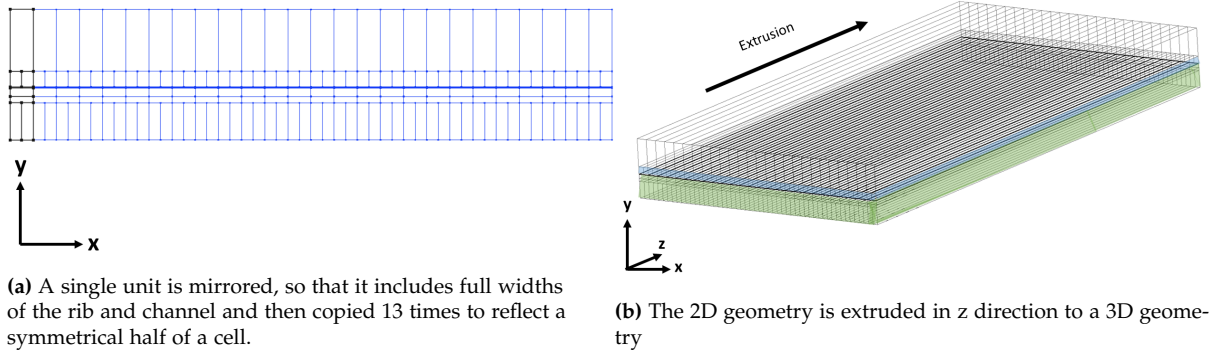 y
x
(a) A single unit is mirrored, so that it includes full widths
of the rib and channel and then copied 13 times to reflect a
symmetrical half of a cell.
Extrusion
y
z
x
(b) The 2D geometry is extruded in z direction to a 3D geome-
try